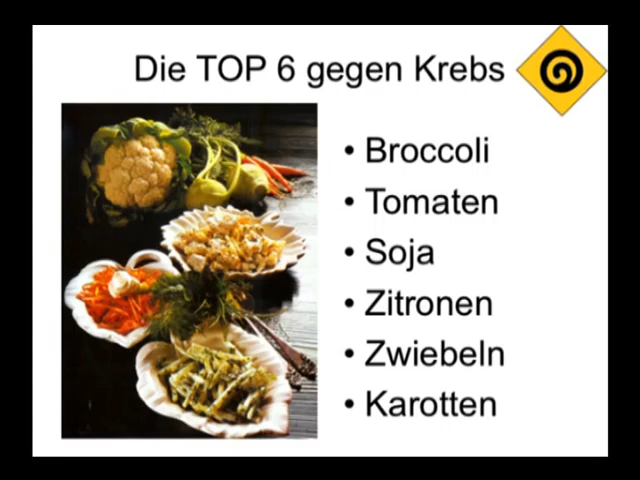 Die TOP 6 gegen Krebs
• Broccoli
• Tomaten
• Soja
• Zitronen
• Zwiebeln
• Karotten